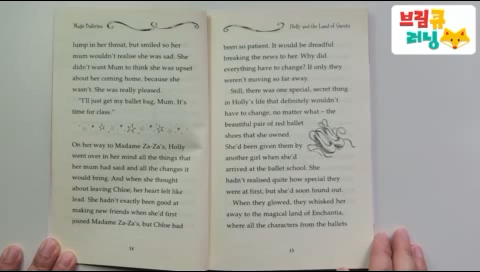 Magic Ballerina
lump in her throat, but smiled so her
mum wouldn't realise she was sad. She
didn't want Mum to think she was upset
about her coming home, because she
wasn't. She was really pleased.
"I'll just get my ballet bag, Mum. It's
time for class."
On her way to Madame Za-Za's, Holly
went over in her mind all the things that
her mum had said and all the changes it
would bring. And when she thought
about leaving Chloe, her heart felt like
lead. She hadn't exactly been good at
making new friends when she'd first
joined Madame Za-Za's, but Chloe had
14
Holly and the Land of Sweets
been so patient. It would be dreadful
breaking the news to her. Why did
everything have to change? If only they
weren't moving so far away.
Still, there was one special, secret thing
in Holly's life that definitely wouldn't
have to change, no matter what – the
beautiful pair of red ballet
shoes that she owned.
She'd been given them by
another girl when she'd
arrived at the ballet school. She
hadn't realised quite how special they
were at first, but she'd soon found out.
When they glowed, they whisked her
away to the magical land of Enchantia,
where all the characters from the ballets
15
브릭큐
러닝